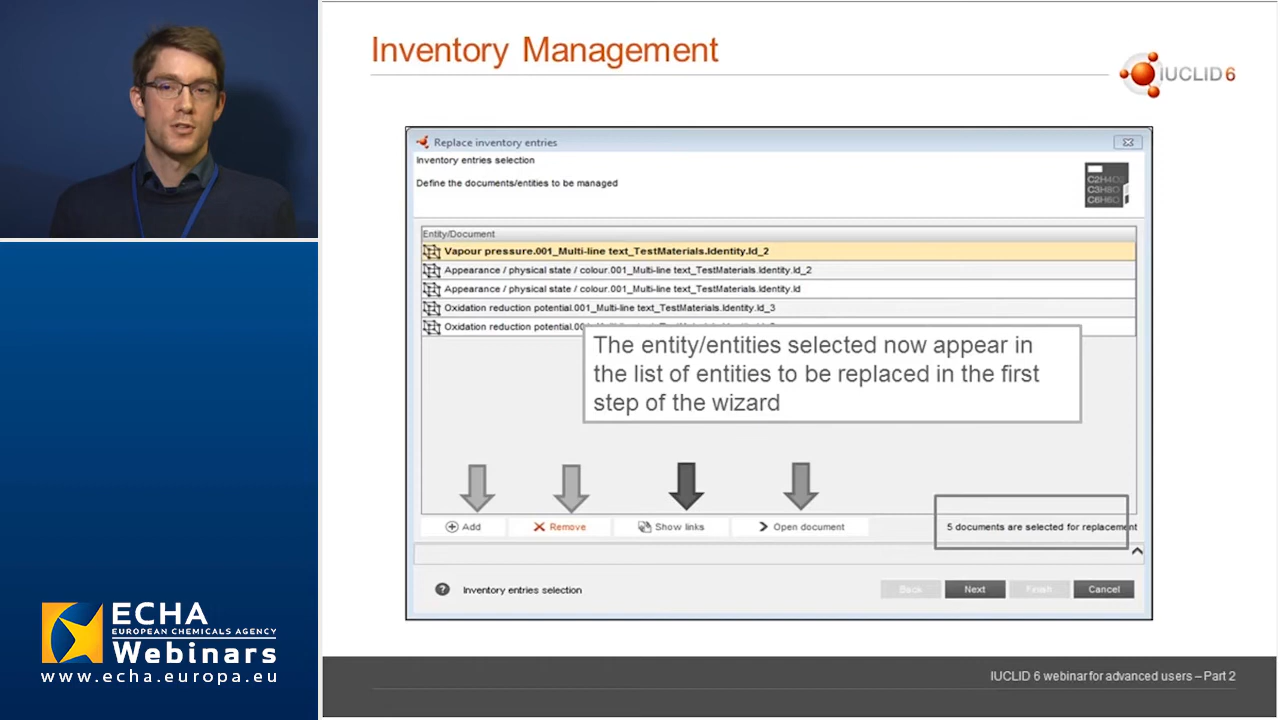 Inventory Management
IUCLID 6
Replace inventory entries
Inventory entries selection
Define the documents/entities to be managed
C2H4O
C3H8O
C6H6O
Entity/Document
Vapour pressure.001_Multi-line text_TestMaterials.Identity.Id_2
Appearance / physical state / colour.001_Multi-line text_TestMaterials.Identity.Id_2
Appearance / physical state / colour.001_Multi-line text_TestMaterials.Identity.Id
Oxidation reduction potential.001_Multi-line text_TestMaterials.Identity.Id_3
Oxidation reduction potential.00
The entity/entities selected now appear in
the list of entities to be replaced in the first
step of the wizard
Add Remove Show links Open document 5 documents are selected for replacement
Inventory entries selection Back Next Finish Cancel
ECHA
EUROPEAN CHEMICALS AGENCY
Webinars
www.echa.europa.eu
IUCLID 6 webinar for advanced users – Part 2